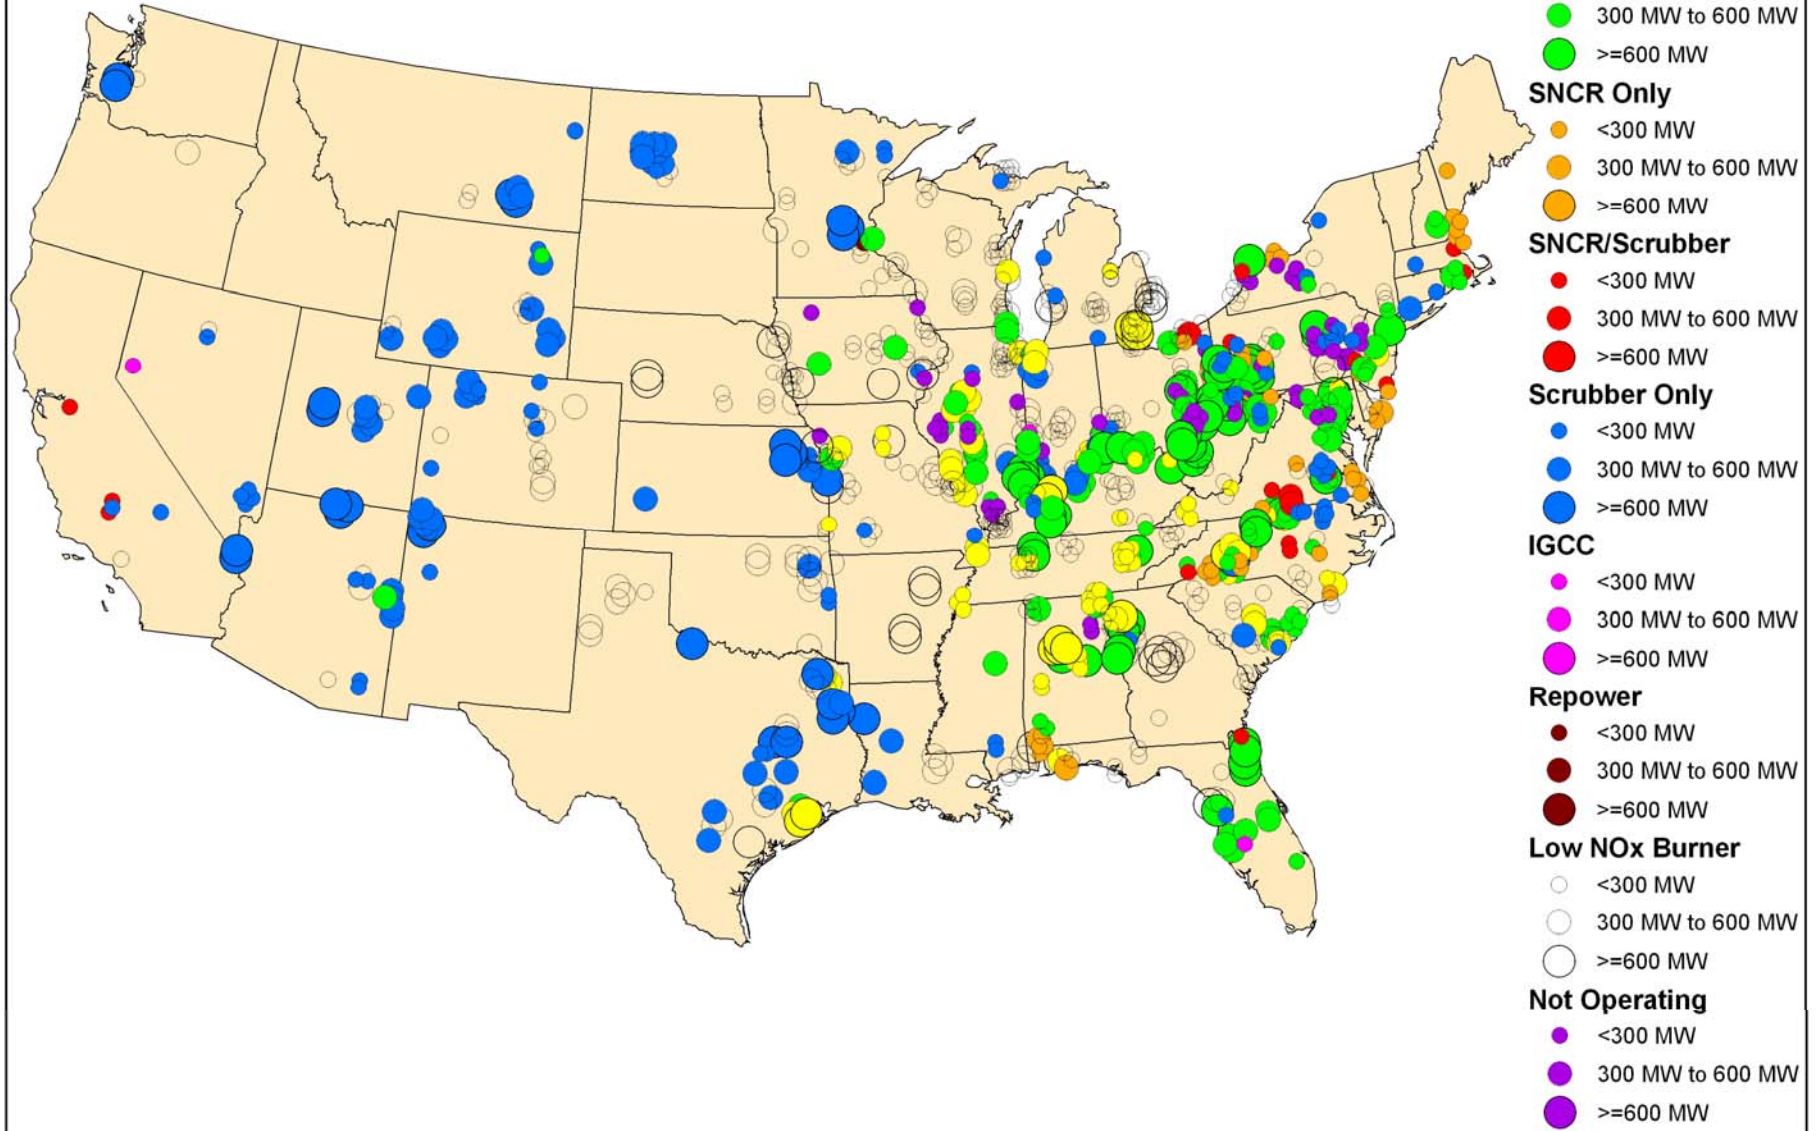 300 MW to 600 MW
>=600 MW
SNCR Only
<300 MW
300 MW to 600 MW
>=600 MW
SNCR/Scrubber
<300 MW
300 MW to 600 MW
>=600 MW
Scrubber Only
<300 MW
300 MW to 600 MW
>=600 MW
IGCC
<300 MW
300 MW to 600 MW
>=600 MW
Repower
<300 MW
300 MW to 600 MW
>=600 MW
Low NOx Burner
<300 MW
300 MW to 600 MW
>=600 MW
Not Operating
<300 MW
300 MW to 600 MW
>=600 MW